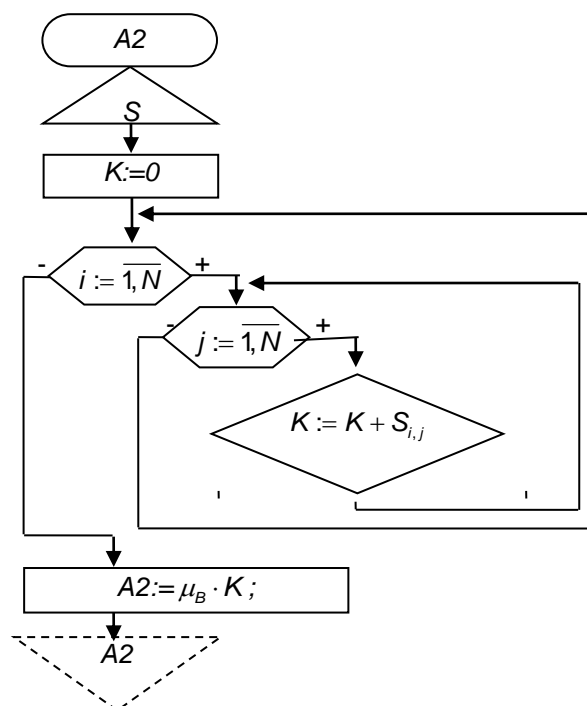 A2
S
K:=0
- i := 1,N +
- j := 1,N +
K := K + S_{i,j}
A2:= μ_B · K ;
A2